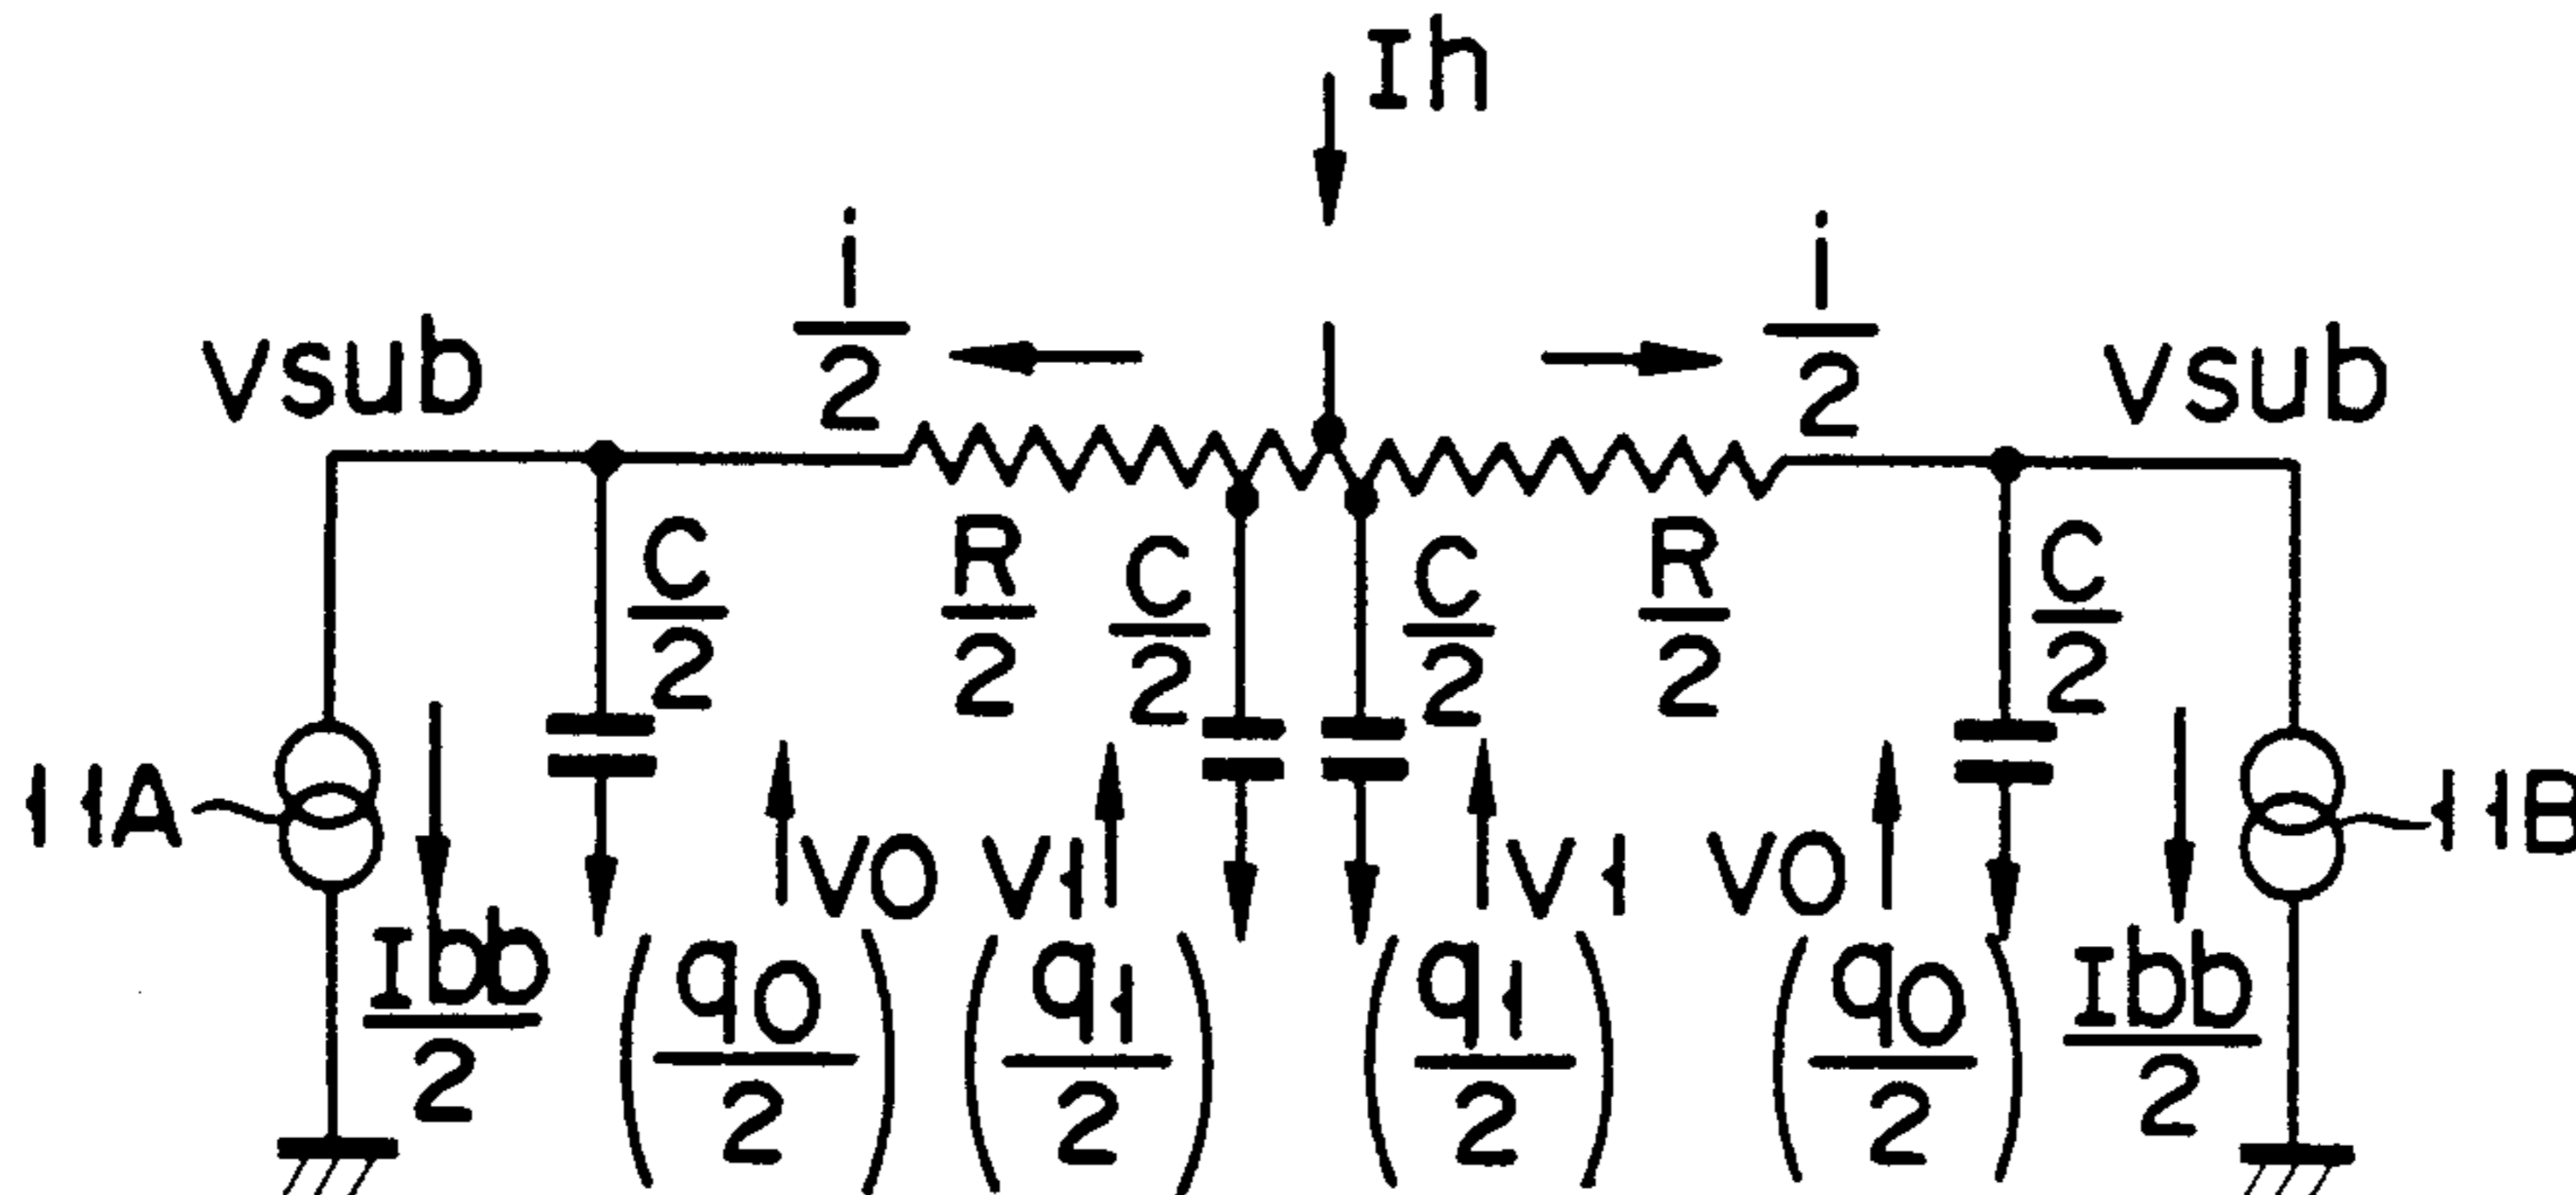 Ih
i/2
i/2
Vsub
Vsub
C/2
R/2
C/2
C/2
R/2
C/2
11A
11B
V0
V1
V1
V0
Ibb/2
(q0/2)
(q1/2)
(q1/2)
(q0/2)
Ibb/2